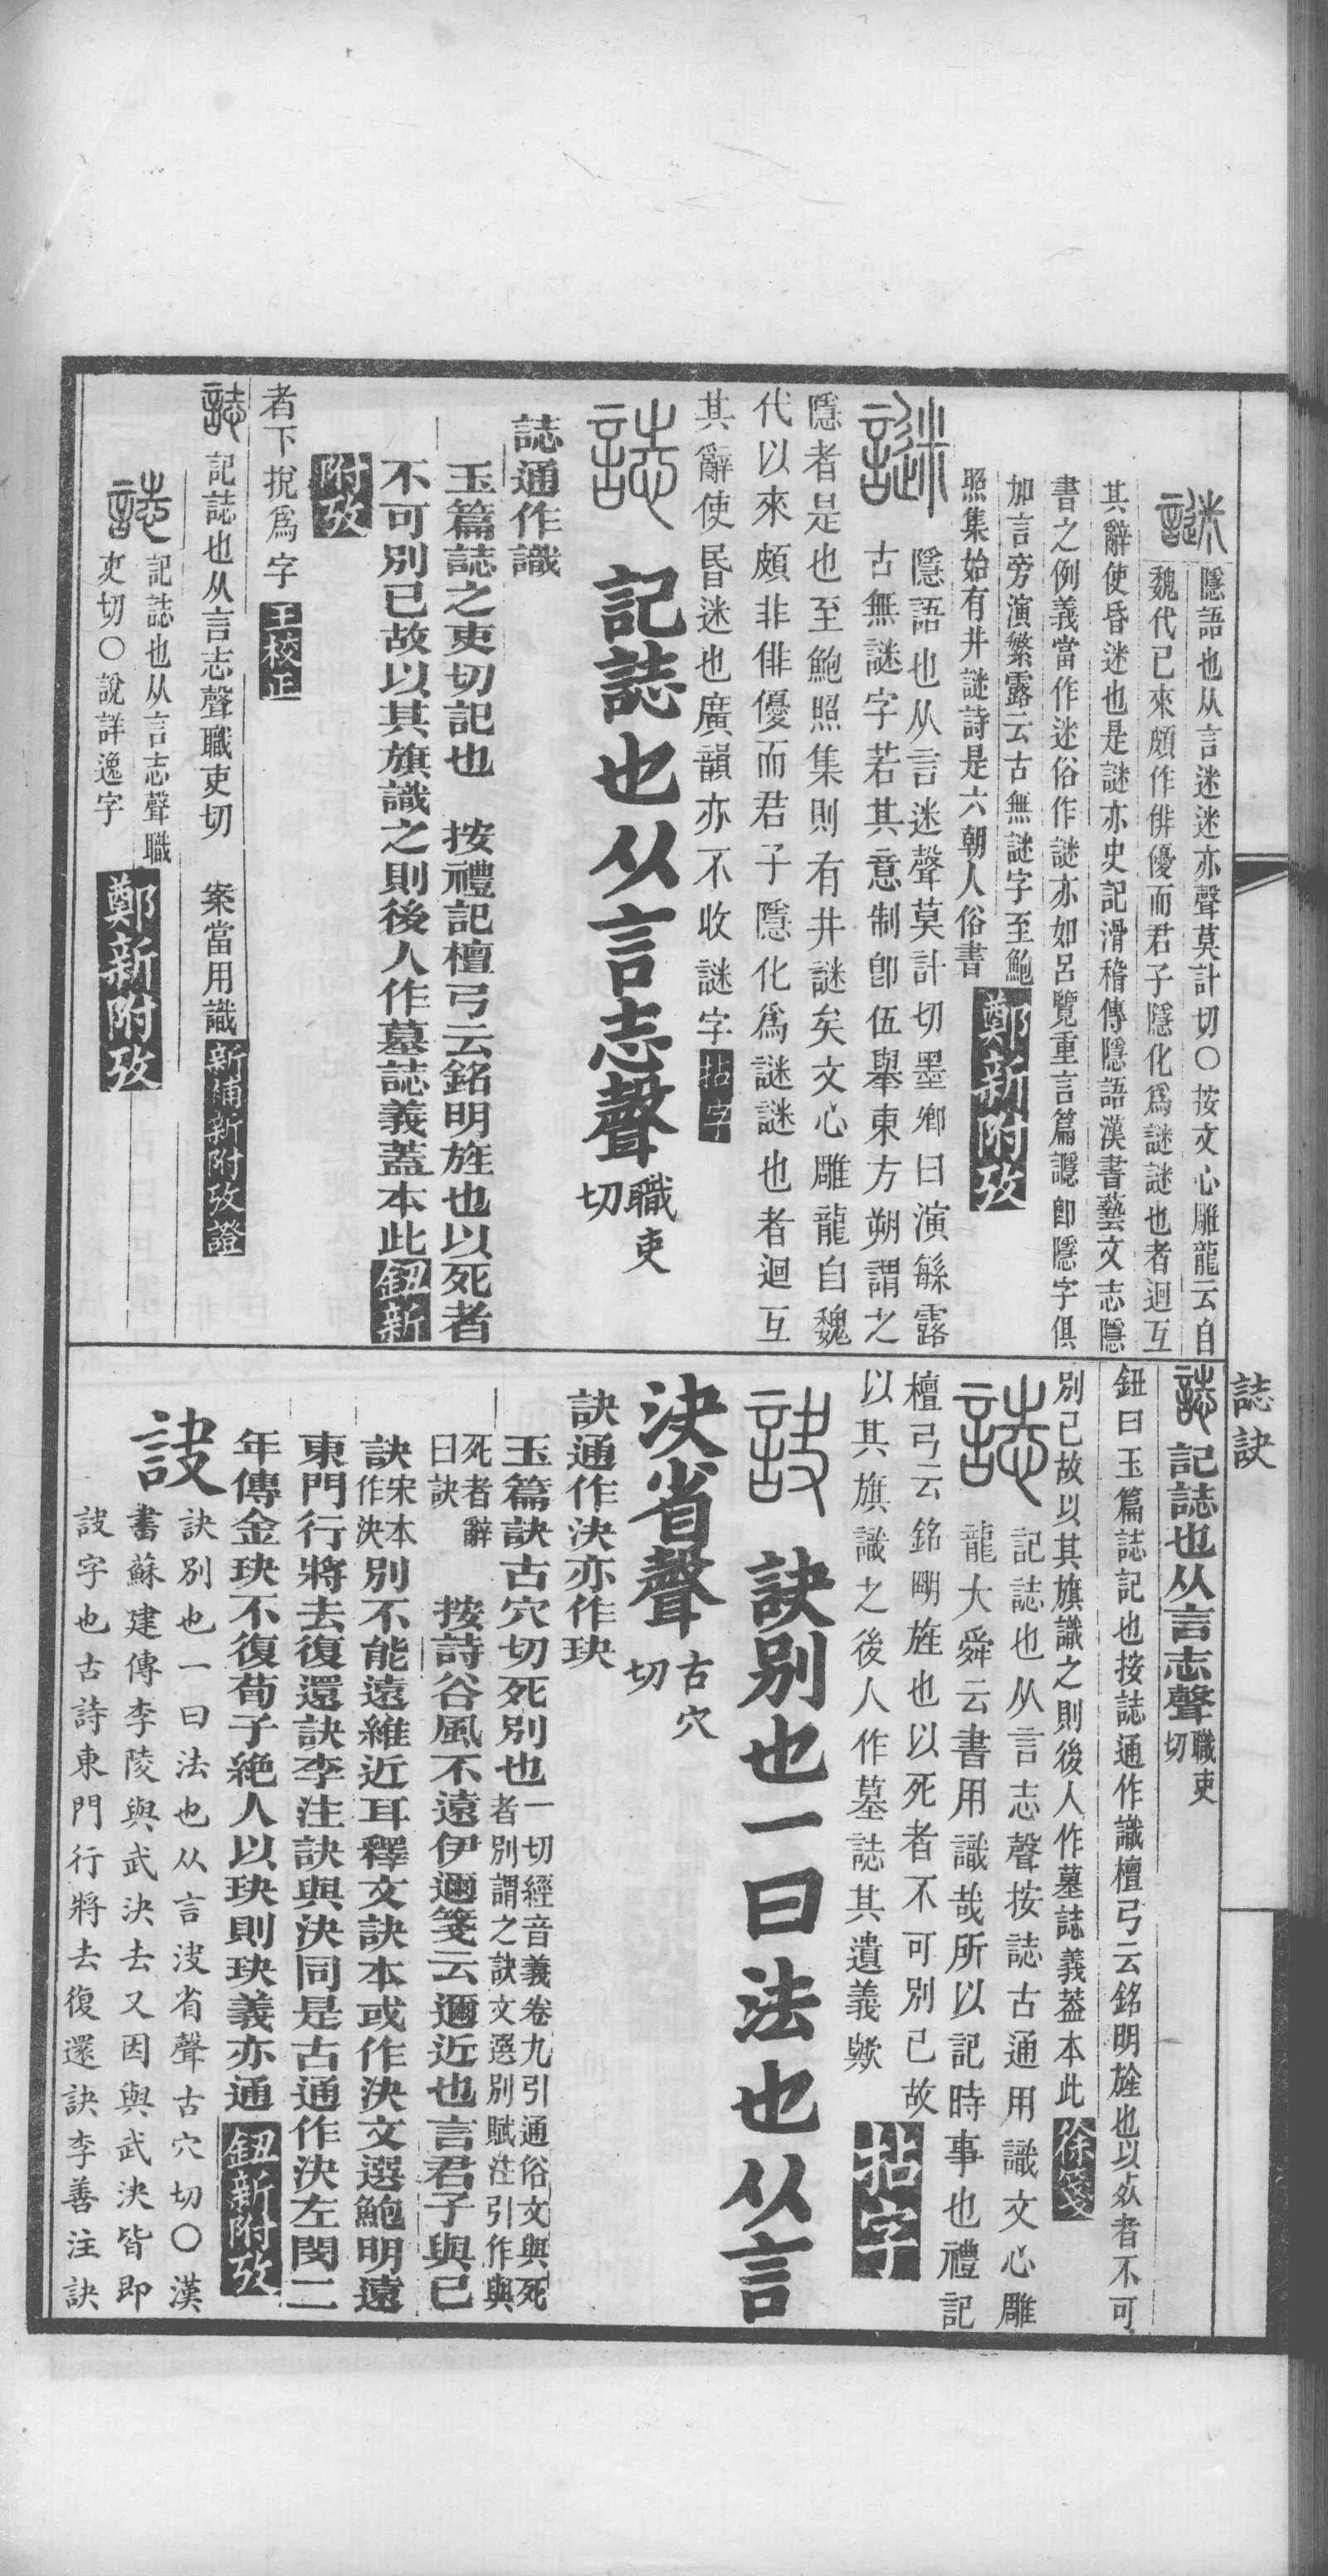 謎
隱語也从言迷迷亦聲莫計切○按文心雕龍云自
魏代已來頗作俳優而君子隱化爲謎謎也者迴互
其辭使昏迷也是謎亦史記滑稽傳隱語漢書藝文志隱
書之例義當作迷俗作謎亦如呂覽重言篇讔卽隱字俱
加言旁演繁露云古無謎字至鮑
照集始有井謎詩是六朝人俗書
鄭新附攷
謎
隱語也从言迷聲莫計切墨鄉曰演緐露
古無謎字若其意制卽伍擧東方朔謂之
隱者是也至鮑照集則有井謎矣文心雕龍自魏
代以來頗非俳優而君子隱化爲謎謎也者迴互
其辭使昬迷也廣韻亦不收謎字 拈字
誌 記誌也从言志聲 職吏
切
誌通作識
玉篇誌之吏切記也 按禮記檀弓云銘明旌也以死者
不可別已故以其旗識之則後人作墓誌義蓋本此 鈕新
附攷
者下挩爲字 王校正
誌 記誌也从言志聲職吏切 案當用識 新補新附攷證
誌
記誌也从言志聲職
吏切○說詳逸字
鄭新附攷
誌訣
誌 記誌也从言志聲 職吏
切
鈕曰玉篇誌記也按誌通作識檀弓云銘明旌也以死者不可
別已故以其旗識之則後人作墓誌義葢本此 徐箋
誌
記誌也从言志聲按誌古通用識文心雕
龍大舜云書用識哉所以記時事也禮記
檀弓云銘明旌也以死者不可別已故
以其旗識之後人作墓誌其遺義歟
拈字
訣 訣別也一曰法也从言
決省聲 古穴
切
訣通作決亦作玦
玉篇訣古穴切死別也 一切經音義卷九引通俗文與死
者別謂之訣文選別賦注引作與
死者辭
曰訣
按詩谷風不遠伊邇箋云邇近也言君子與己
訣 宋本
作決 別不能遠維近耳釋文訣本或作決文選鮑明遠
東門行將去復還訣李注訣與決同是古通作決左閔二
年傳金玦不復荀子絶人以玦則玦義亦通 鈕新附攷
訣
訣別也一曰法也从言決省聲古穴切○漢
書蘇建傳李陵與武決去又因與武決皆即
訣字也古詩東門行將去復還訣李善注訣